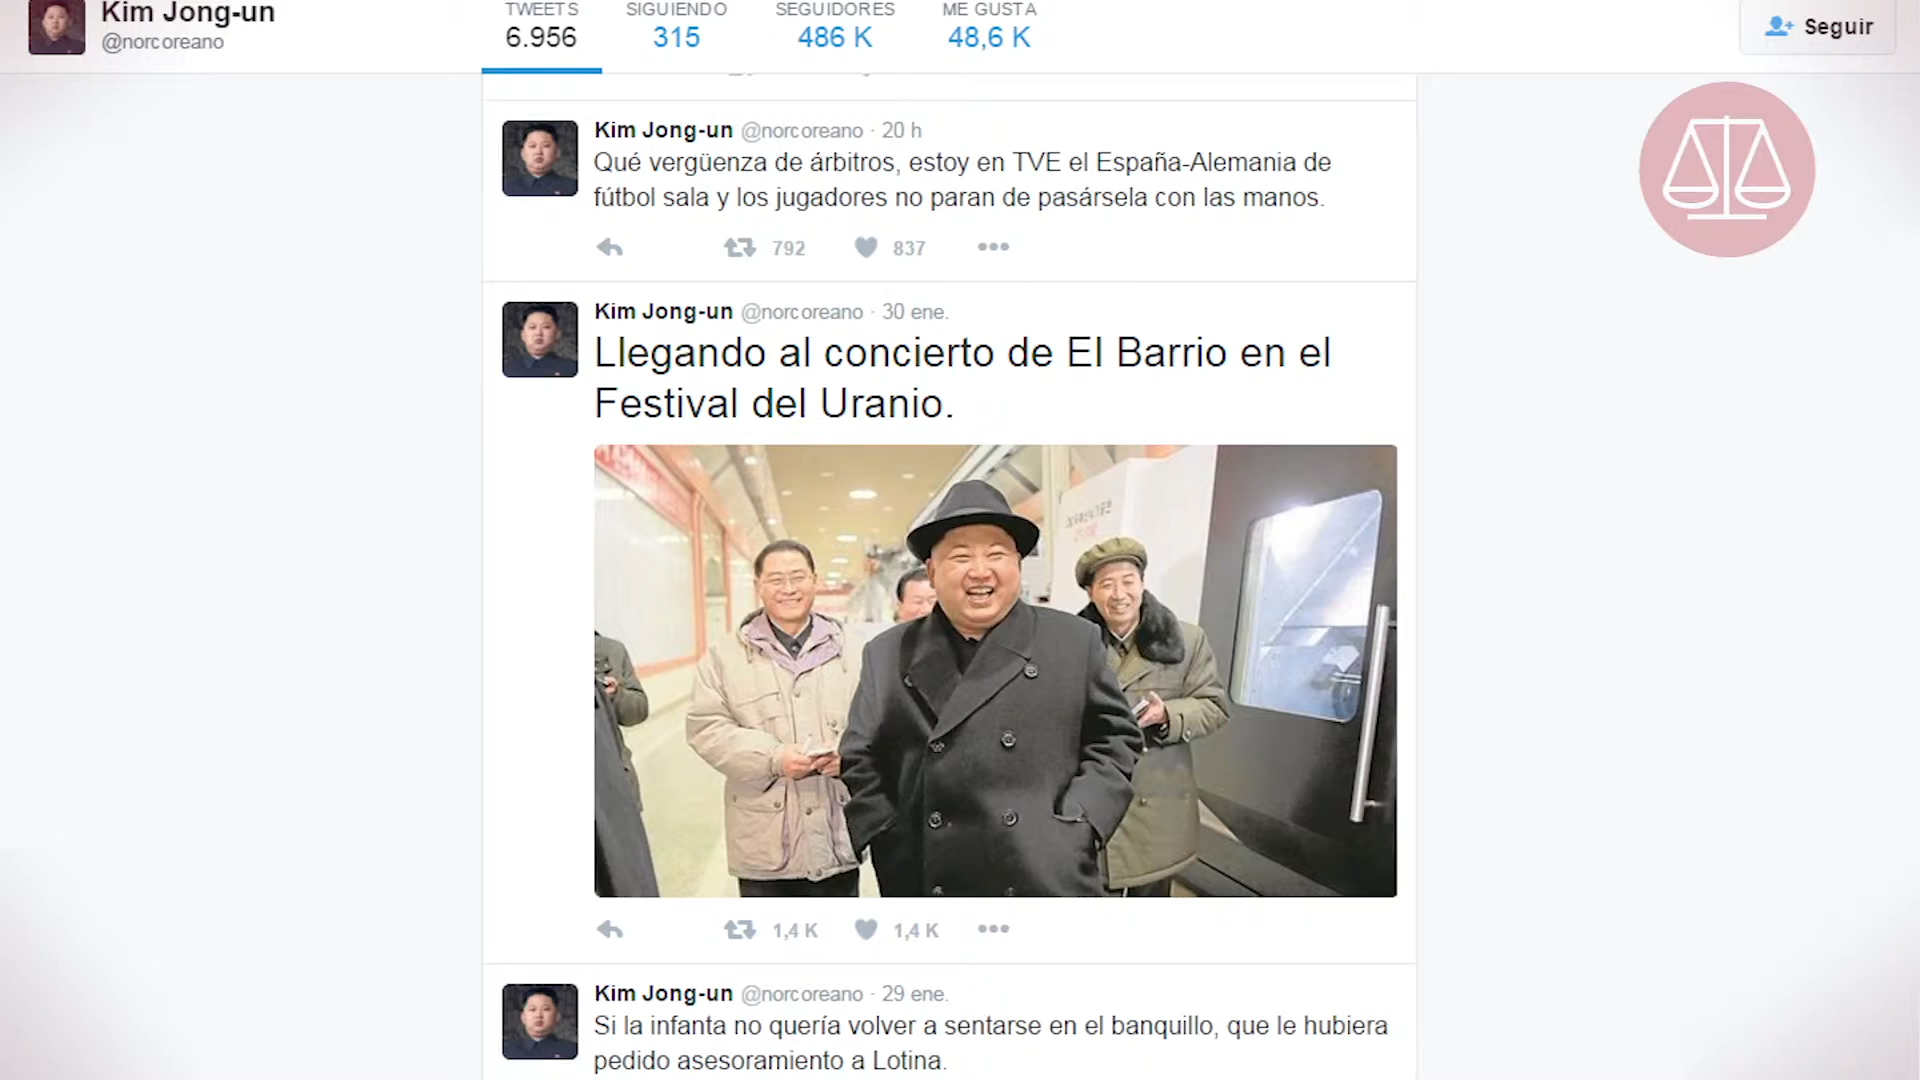 Kim Jong-un
@norcoreano
TWEETS
6.956
SIGUIENDO
315
SEGUIDORES
486 K
ME GUSTA
48,6 K
Seguir
Kim Jong-un @norcoreano · 20 h
Qué vergüenza de árbitros, estoy en TVE el España-Alemania de
fútbol sala y los jugadores no paran de pasársela con las manos.
792
837
Kim Jong-un @norcoreano · 30 ene.
Llegando al concierto de El Barrio en el
Festival del Uranio.
1,4 K
1,4 K
Kim Jong-un @norcoreano · 29 ene.
Si la infanta no quería volver a sentarse en el banquillo, que le hubiera
pedido asesoramiento a Lotina.